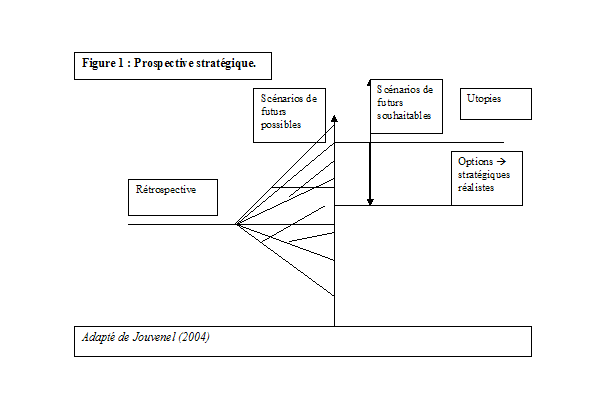 Figure 1 : Prospective stratégique.
Scénarios de
futurs
possibles
Scénarios de
futurs
souhaitables
Utopies
Options →
stratégiques
réalistes
Rétrospective
Adapté de Jouvenel (2004)